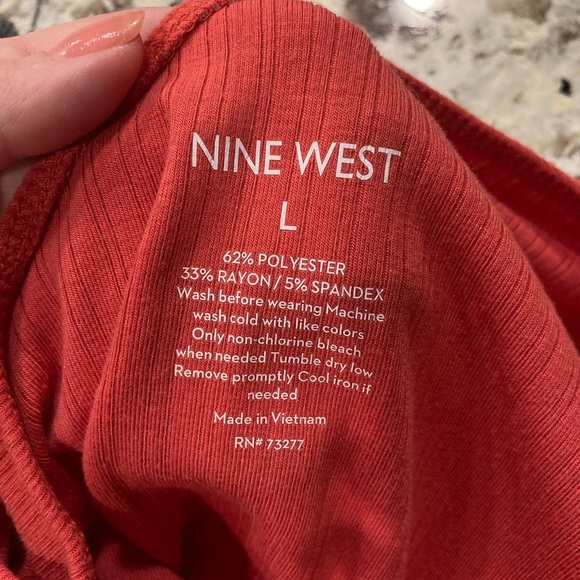 NINE WEST
L
62% POLYESTER
33% RAYON / 5% SPANDEX
Wash before wearing Machine
wash cold with like colors
Only non-chlorine bleach
when needed Tumble dry low
Remove promptly Cool iron if
needed
Made in Vietnam
RN# 73277